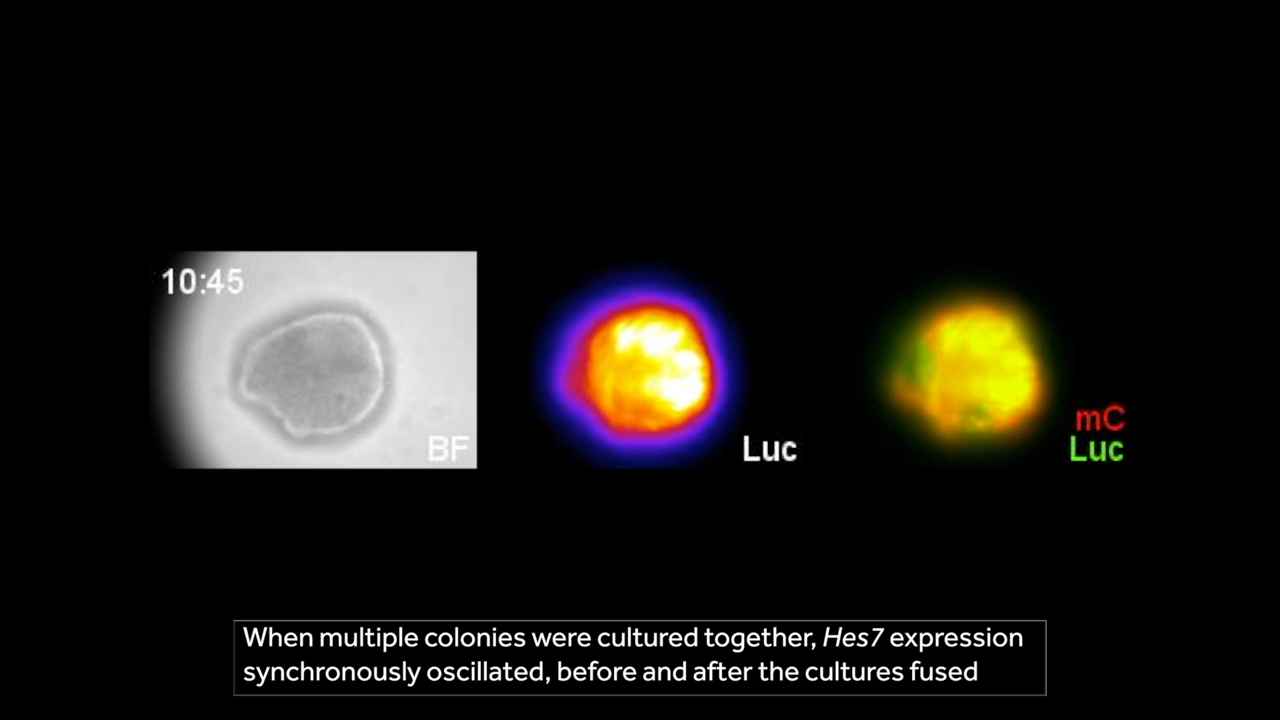 10:45
BF
Luc
mC
Luc
When multiple colonies were cultured together, Hes7 expression
synchronously oscillated, before and after the cultures fused